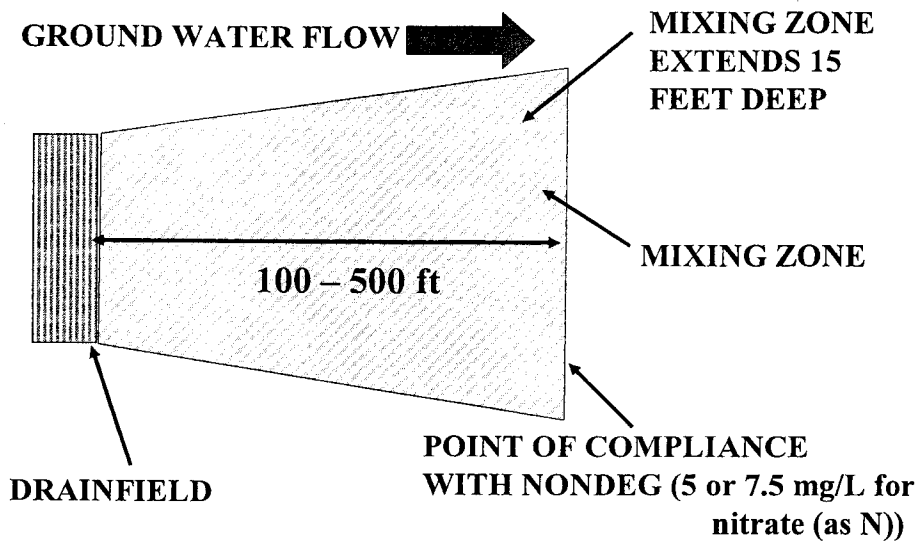 GROUND WATER FLOW
MIXING ZONE
EXTENDS 15
FEET DEEP
MIXING ZONE
100 – 500 ft
POINT OF COMPLIANCE
WITH NONDEG (5 or 7.5 mg/L for
nitrate (as N))
DRAINFIELD